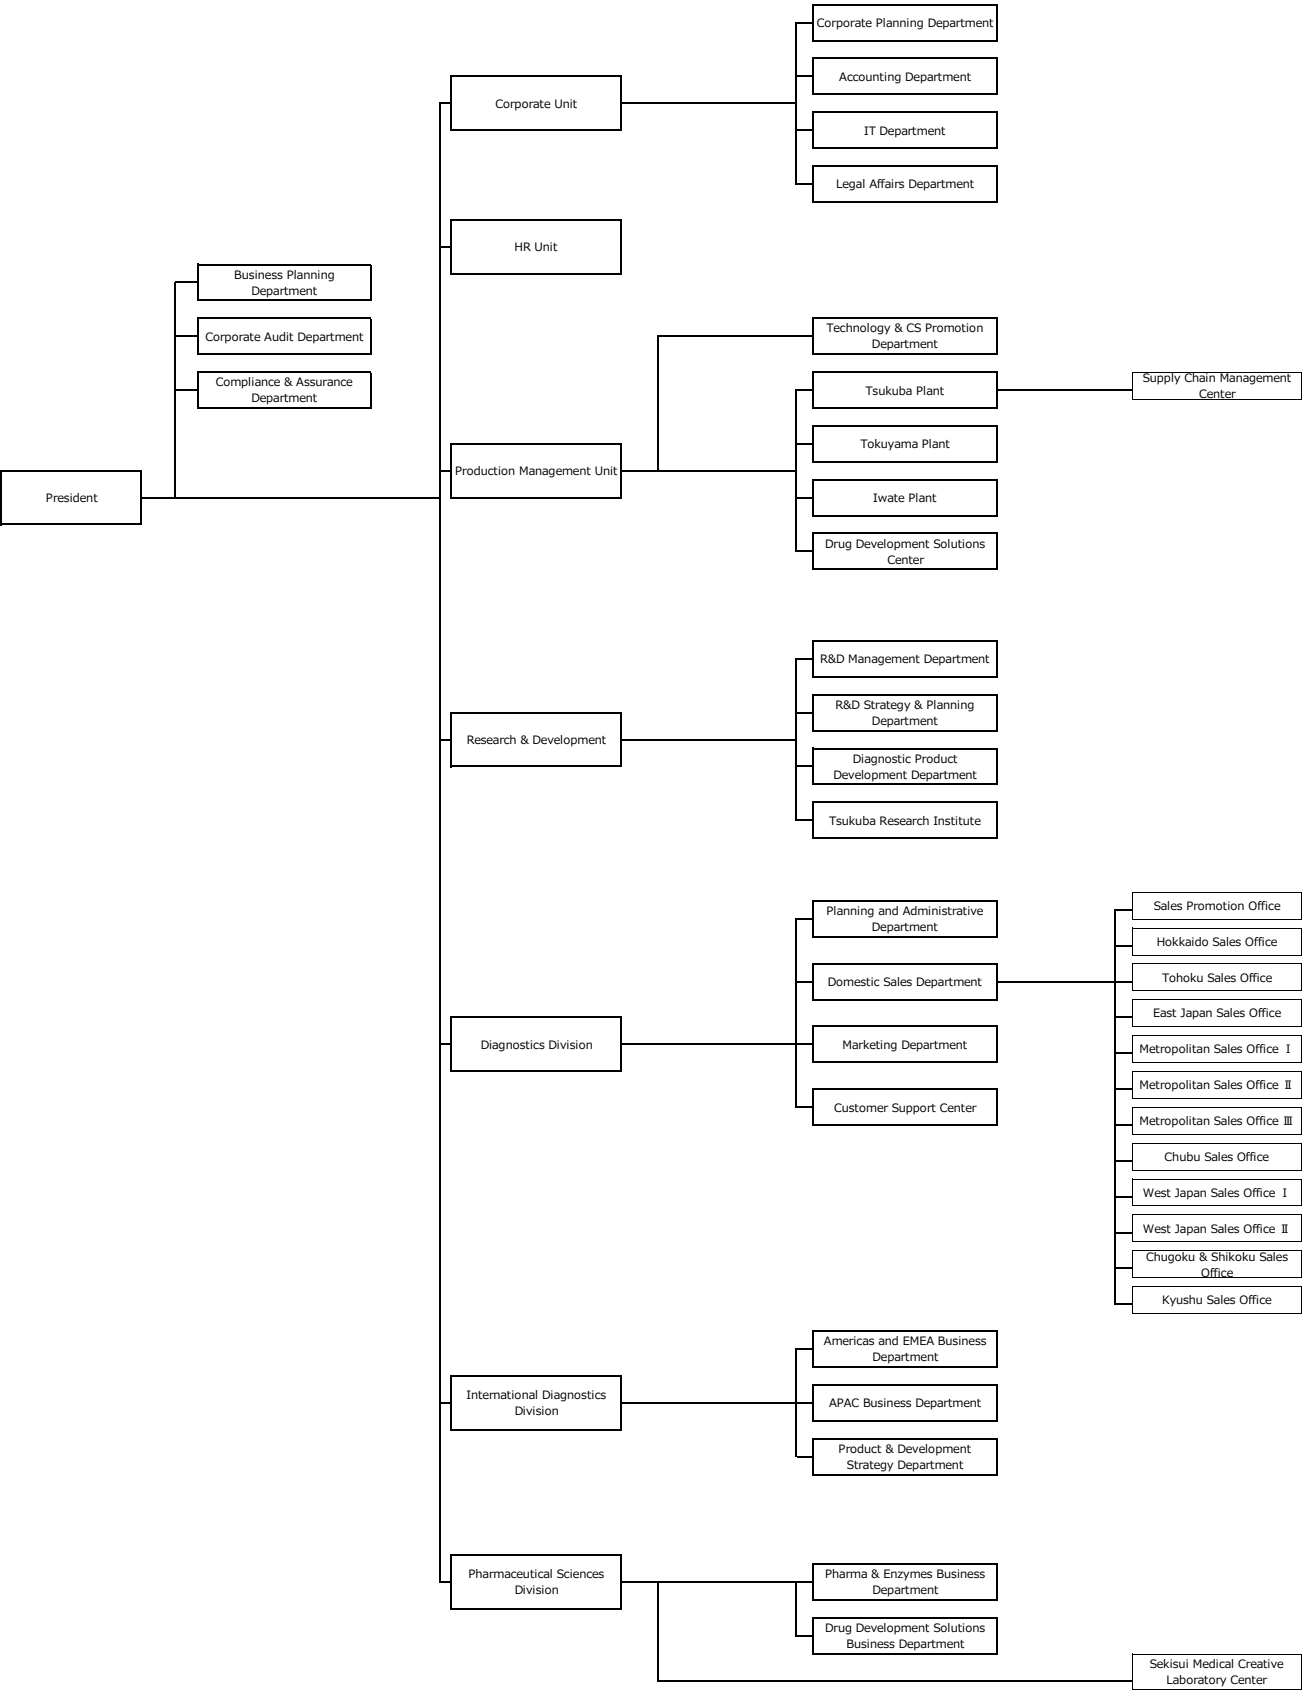 President
Business Planning
Department
Corporate Audit Department
Compliance & Assurance
Department
Corporate Unit
Corporate Planning Department
Accounting Department
IT Department
Legal Affairs Department
HR Unit
Production Management Unit
Technology & CS Promotion
Department
Tsukuba Plant
Supply Chain Management
Center
Tokuyama Plant
Iwate Plant
Drug Development Solutions
Center
Research & Development
R&D Management Department
R&D Strategy & Planning
Department
Diagnostic Product
Development Department
Tsukuba Research Institute
Diagnostics Division
Planning and Administrative
Department
Domestic Sales Department
Sales Promotion Office
Hokkaido Sales Office
Tohoku Sales Office
East Japan Sales Office
Metropolitan Sales Office Ⅰ
Metropolitan Sales Office Ⅱ
Metropolitan Sales Office Ⅲ
Chubu Sales Office
West Japan Sales Office Ⅰ
West Japan Sales Office Ⅱ
Chugoku & Shikoku Sales
Office
Kyushu Sales Office
Marketing Department
Customer Support Center
International Diagnostics
Division
Americas and EMEA Business
Department
APAC Business Department
Product & Development
Strategy Department
Pharmaceutical Sciences
Division
Pharma & Enzymes Business
Department
Drug Development Solutions
Business Department
Sekisui Medical Creative
Laboratory Center